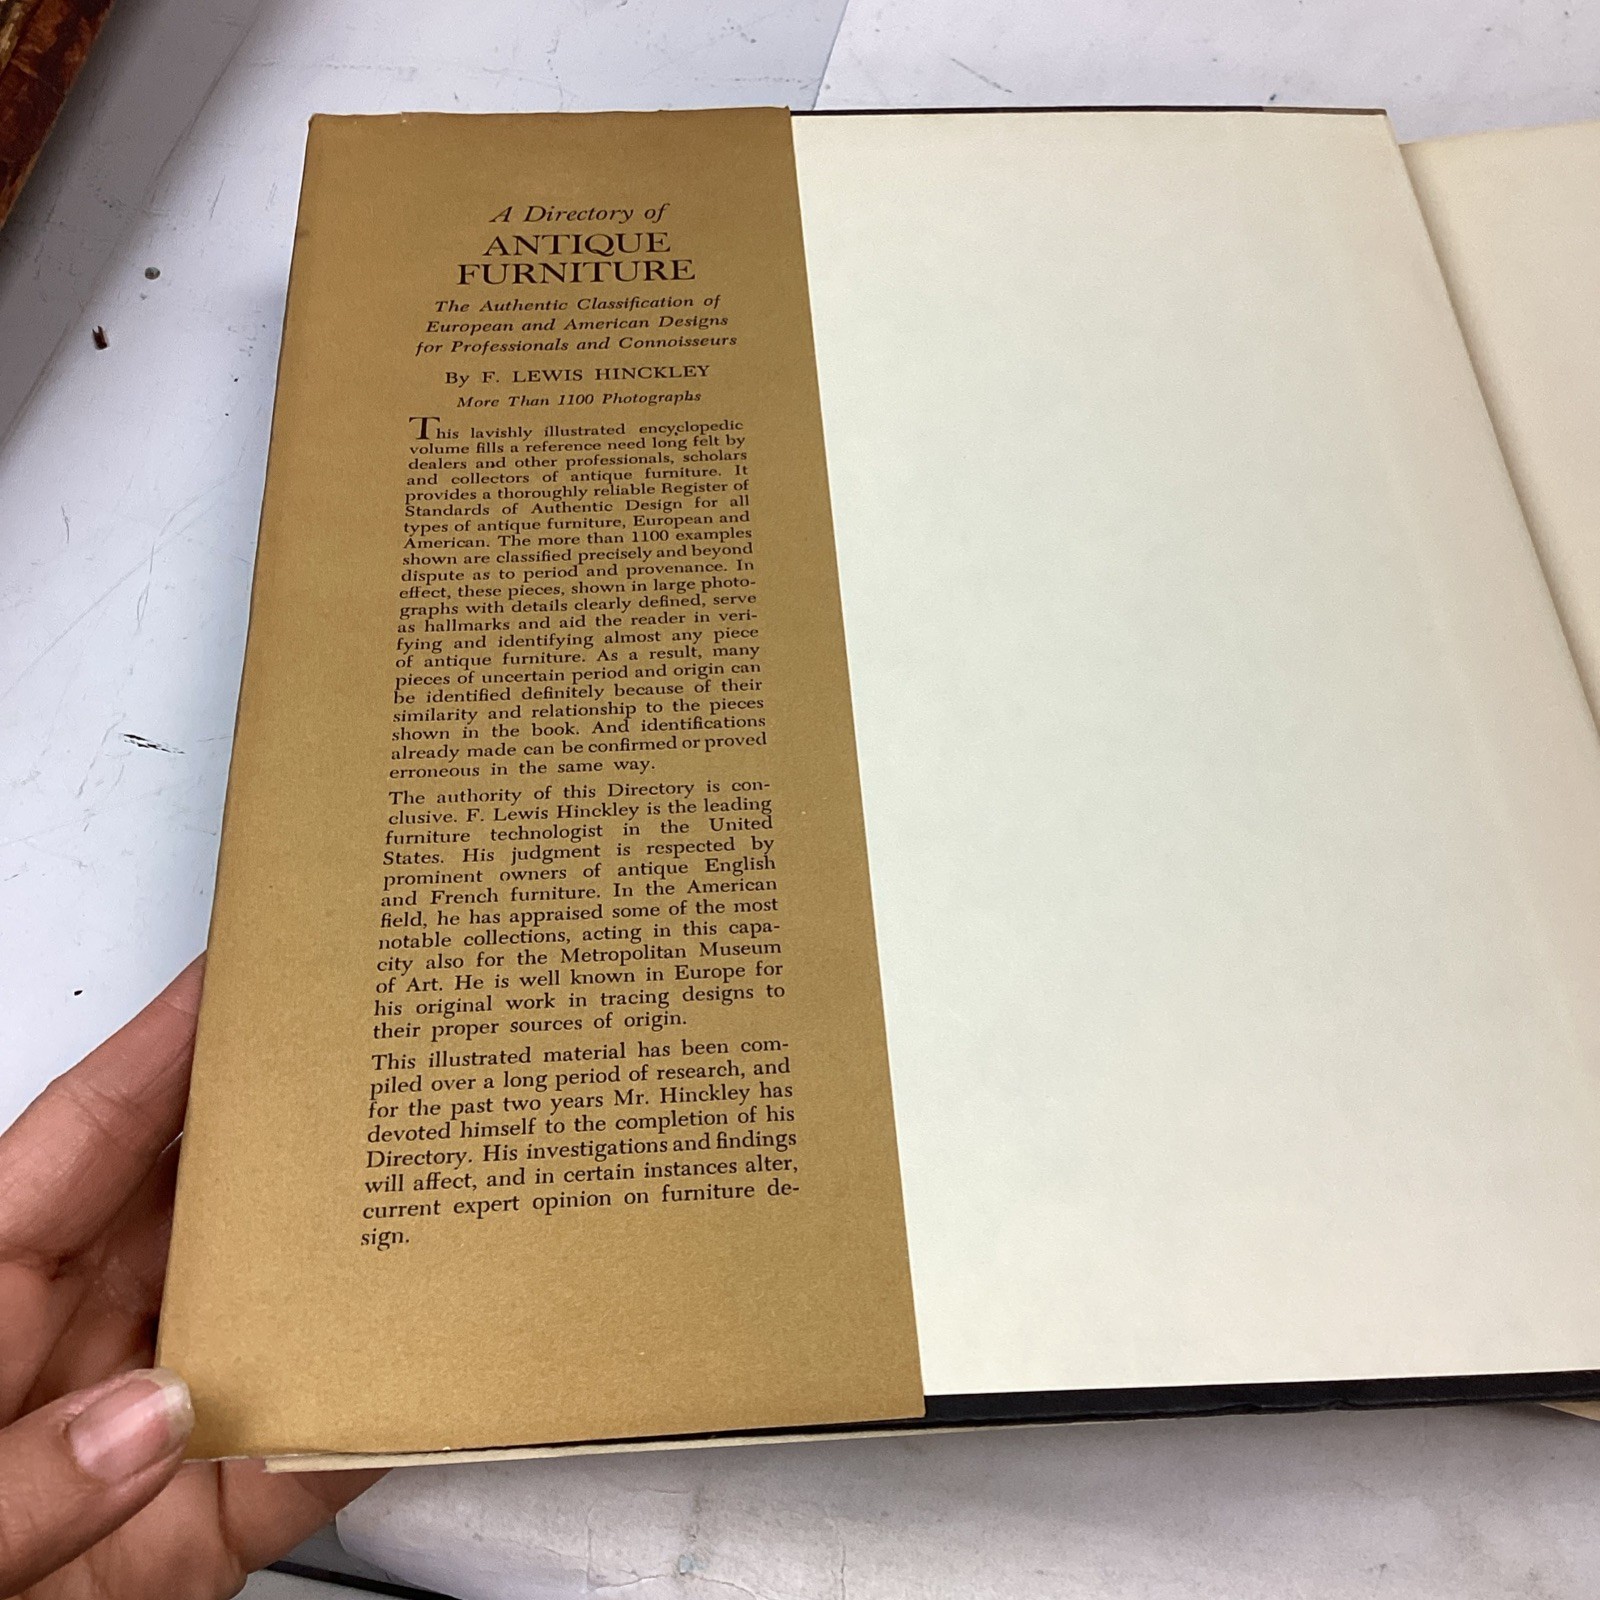 A Directory of
ANTIQUE
FURNITURE
The Authentic Classification of
European and American Designs
for Professionals and Connoisseurs
By F. LEWIS HINCKLEY
More Than 1100 Photographs
This lavishly illustrated encyclopedic
volume fills a reference need long felt by
dealers and other professionals, scholars
and collectors of antique furniture. It
provides a thoroughly reliable Register of
Standards of Authentic Design for all
types of antique furniture, European and
American. The more than 1100 examples
shown are classified precisely and beyond
dispute as to period and provenance. In
effect, these pieces, shown in large photo-
graphs with details clearly defined, serve
as hallmarks and aid the reader in veri-
fying and identifying almost any piece
of antique furniture. As a result, many
pieces of uncertain period and origin can
be identified definitely because of their
similarity and relationship to the pieces
shown in the book. And identifications
already made can be confirmed or proved
erroneous in the same way.
The authority of this Directory is con-
clusive. F. Lewis Hinckley is the leading
furniture technologist in the United
States. His judgment is respected by
prominent owners of antique English
and French furniture. In the American
field, he has appraised some of the most
notable collections, acting in this capa-
city also for the Metropolitan Museum
of Art. He is well known in Europe for
his original work in tracing designs to
their proper sources of origin.
This illustrated material has been com-
piled over a long period of research, and
for the past two years Mr. Hinckley has
devoted himself to the completion of his
Directory. His investigations and findings
will affect, and in certain instances alter,
current expert opinion on furniture de-
sign.